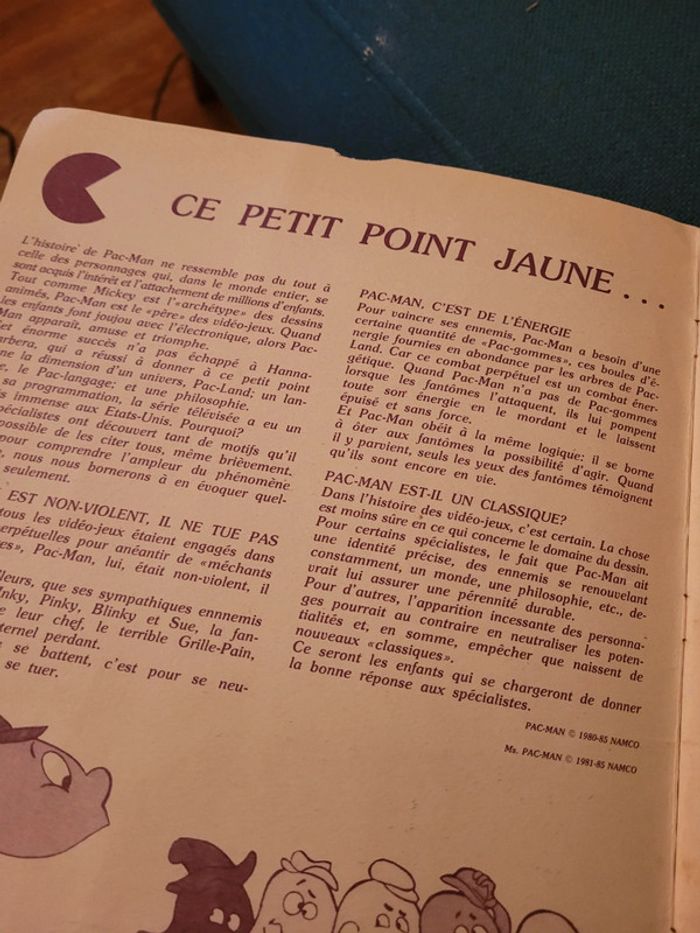 CE PETIT POINT JAUNE...
L'histoire de Pac-Man ne ressemble pas du tout à
celle des personnages qui, dans le monde entier, se
sont acquis l'intérêt et l'attachement de millions d'enfants.
Tout comme Mickey est l'«archétype» des dessins
animés, Pac-Man est le «père» des vidéo-jeux. Quand
les enfants font joujou avec l'électronique, alors Pac-
Man apparaît, amuse et triomphe.
et énorme succès n'a pas échappé à Hanna-
arbera, qui a réussi à donner à ce petit point
ne la dimension d'un univers, Pac-Land; un lan-
e, le Pac-langage; et une philosophie.
sa programmation, la série télévisée a eu un
s immense aux Etats-Unis. Pourquoi?
pécialistes ont découvert tant de motifs qu'il
possible de les citer tous, même brièvement.
pour comprendre l'ampleur du phénomène
, nous nous bornerons à en évoquer quel-
seulement.
EST NON-VIOLENT, IL NE TUE PAS
tous les vidéo-jeux étaient engagés dans
erpétuelles pour anéantir de «méchants
es», Pac-Man, lui, était non-violent, il
lleurs, que ses sympathiques ennnemis
Inky, Pinky, Blinky et Sue, la fan-
e leur chef, le terrible Grille-Pain,
ternel perdant.
s se battent, c'est pour se neu-
se tuer.
PAC-MAN, C'EST DE L'ÉNERGIE
Pour vaincre ses ennemis, Pac-Man a besoin d'une
certaine quantité de «Pac-gommes», ces boules d'é-
nergie fournies en abondance par les arbres de Pac-
Land. Car ce combat perpétuel est un combat éner-
gétique. Quand Pac-Man n'a pas de Pac-gommes
lorsque les fantômes l'attaquent, ils lui pompent
toute son énergie en le mordant et le laissent
épuisé et sans force.
Et Pac-Man obéit à la même logique: il se borne
à ôter aux fantômes la possibilité d'agir. Quand
il y parvient, seuls les yeux des fantômes témoignent
qu'ils sont encore en vie.
PAC-MAN EST-IL UN CLASSIQUE?
Dans l'histoire des vidéo-jeux, c'est certain. La chose
est moins sûre en ce qui concerne le domaine du dessin.
Pour certains spécialistes, le fait que Pac-Man ait
une identité précise, des ennemis se renouvelant
constamment, un monde, une philosophie, etc., de-
vrait lui assurer une pérennité durable.
Pour d'autres, l'apparition incessante des personna-
ges pourrait au contraire en neutraliser les poten-
tialités et, en somme, empêcher que naissent de
nouveaux «classiques».
Ce seront les enfants qui se chargeront de donner
la bonne réponse aux spécialistes.
PAC-MAN © 1980-85 NAMCO
Ms. PAC-MAN © 1981-85 NAMCO